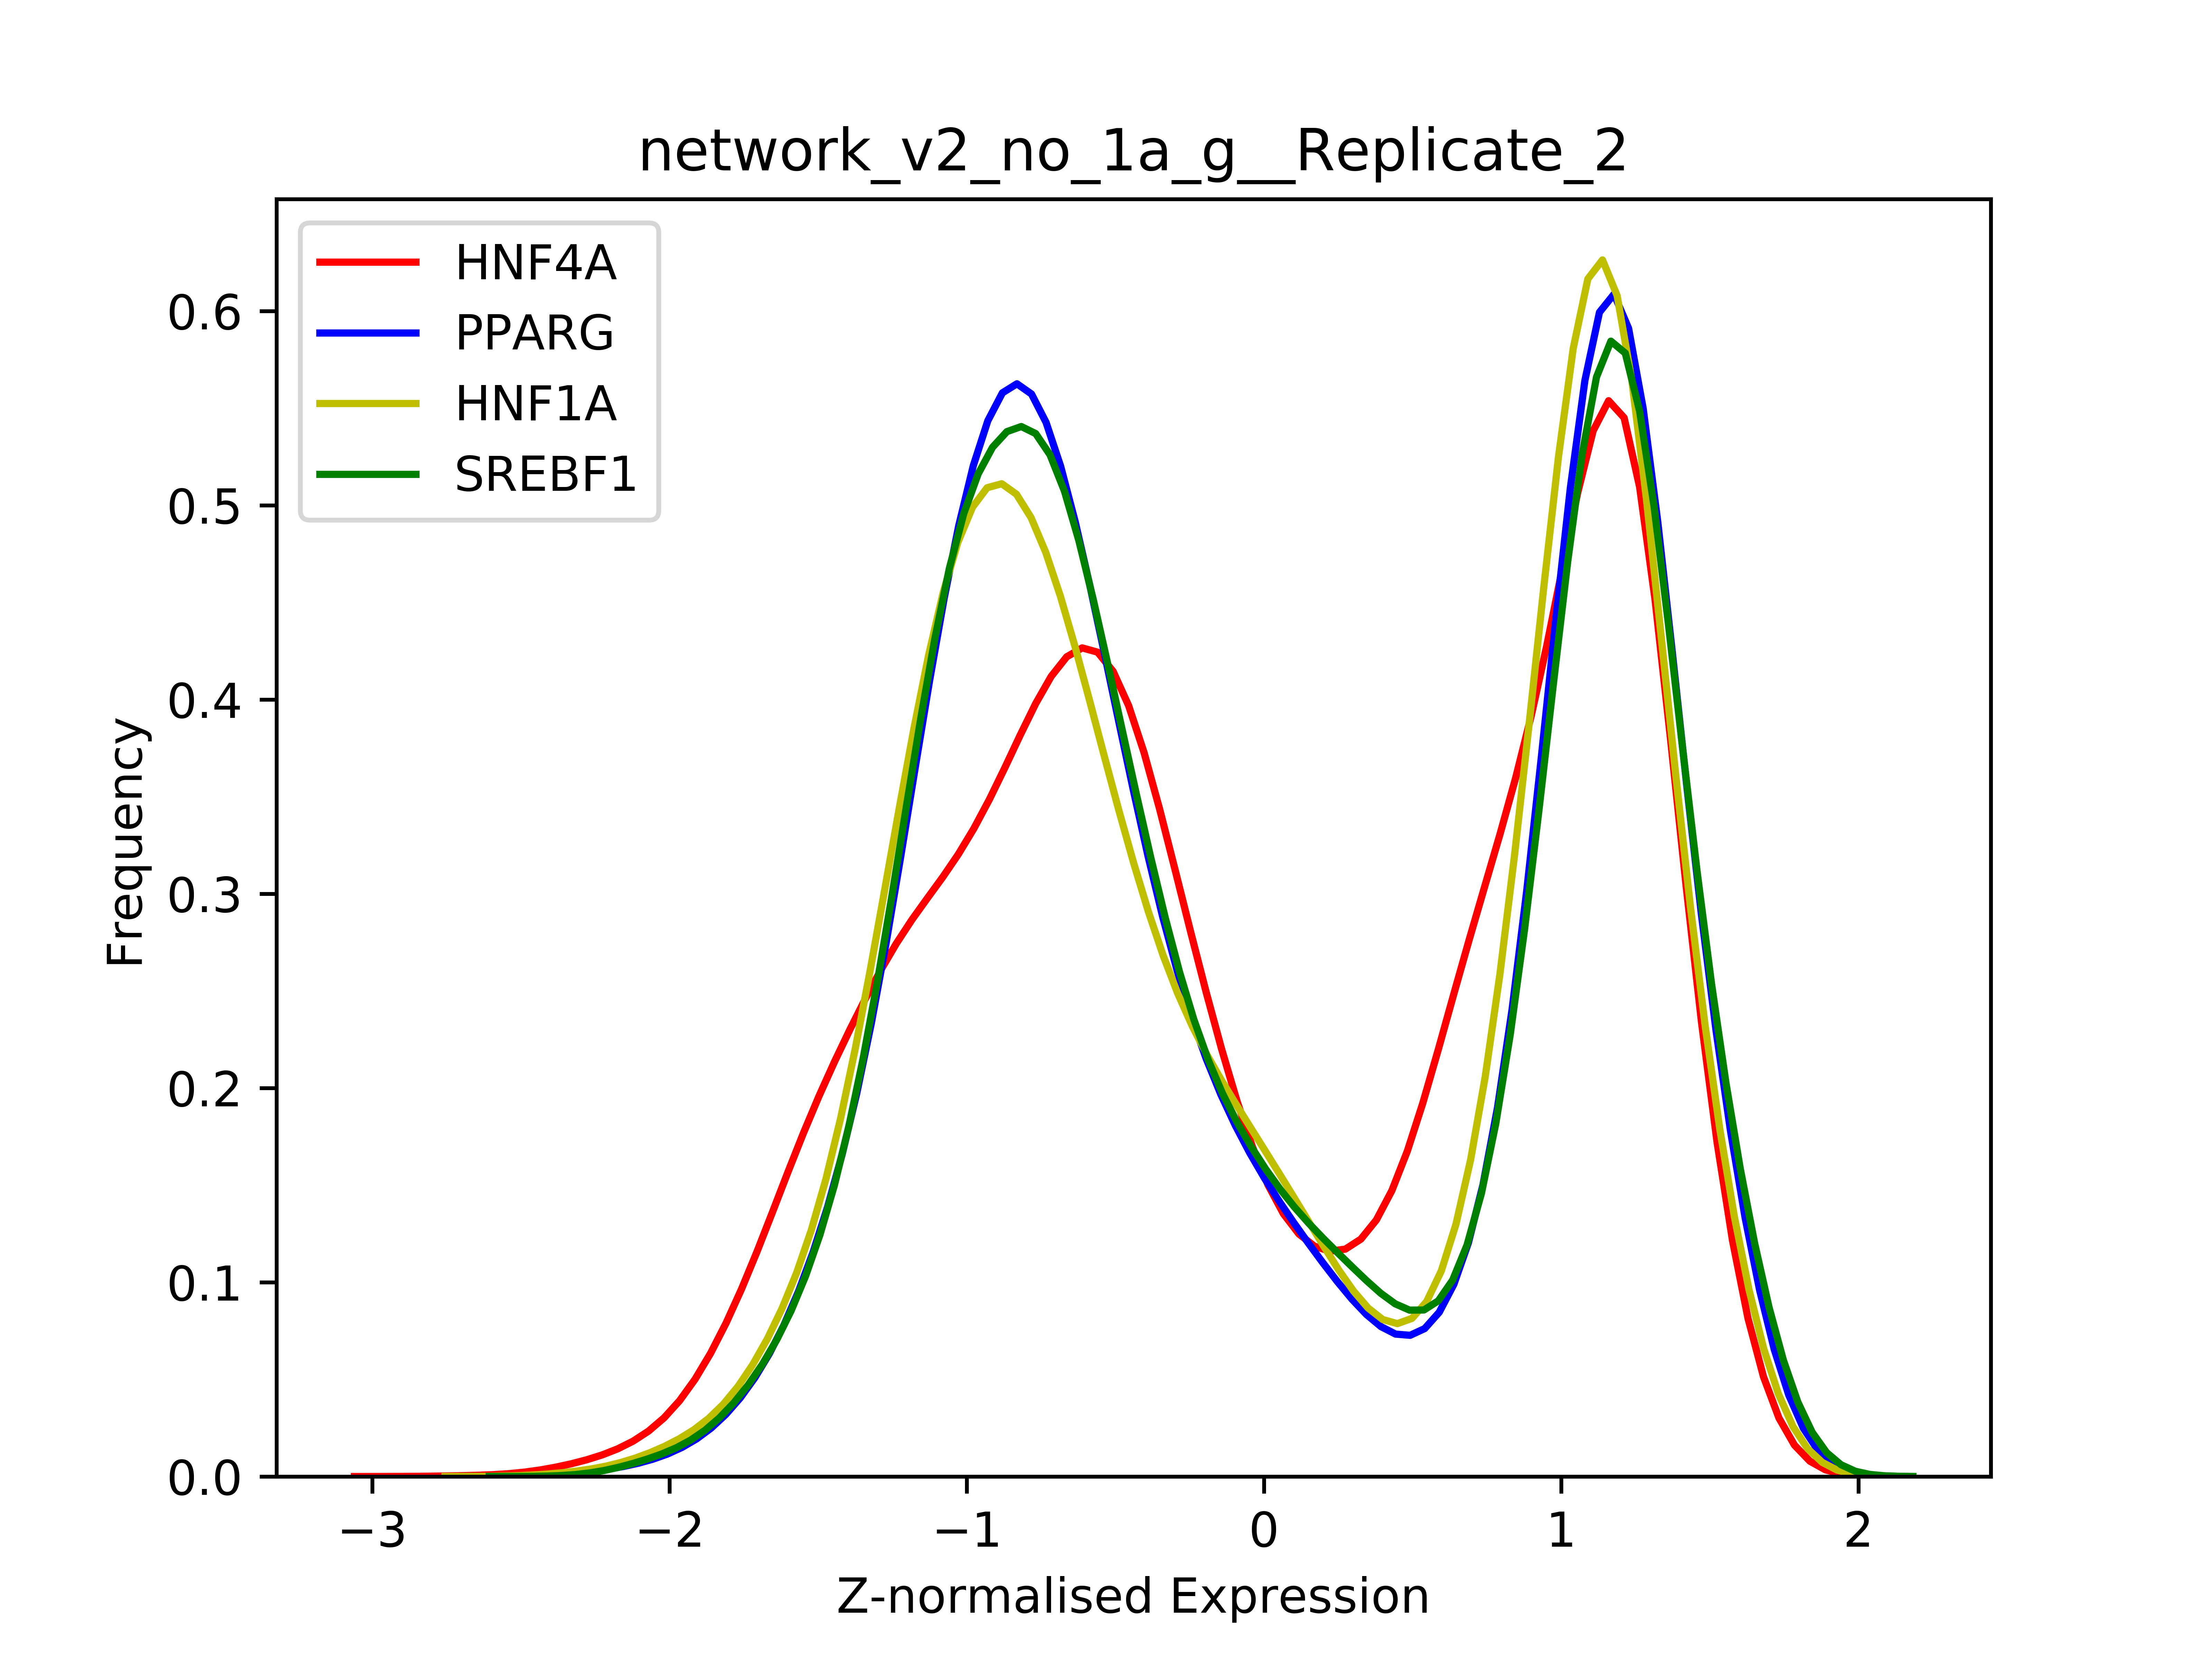 network_v2_no_1a_g__Replicate_2
HNF4A
PPARG
HNF1A
SREBF1
Frequency
0.6
0.5
0.4
0.3
0.2
0.1
0.0
−3 −2 −1 0 1 2
Z-normalised Expression